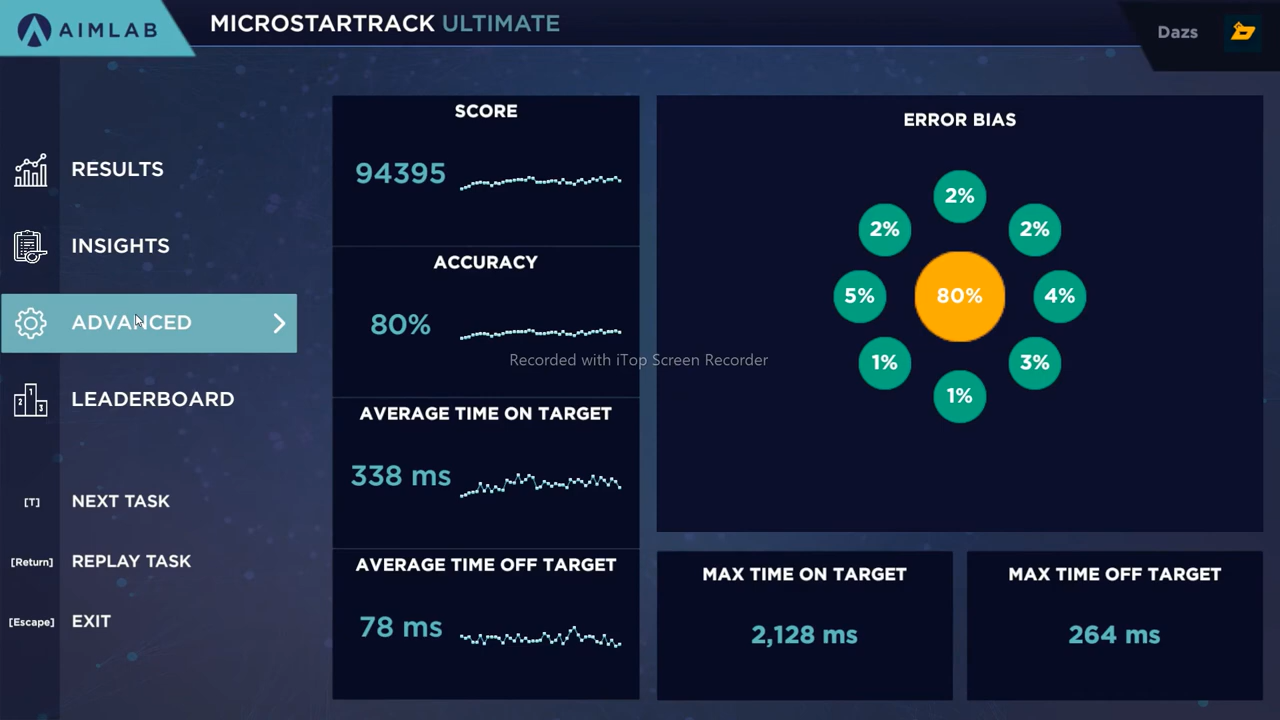 AIMLAB
MICROSTARTRACK ULTIMATE
Dazs
RESULTS
INSIGHTS
ADVANCED
LEADERBOARD
[T] NEXT TASK
[Return] REPLAY TASK
[Escape] EXIT
SCORE
94395
ACCURACY
80%
AVERAGE TIME ON TARGET
338 ms
AVERAGE TIME OFF TARGET
78 ms
ERROR BIAS
2%
2% 2%
5% 80% 4%
1% 3%
1%
Recorded with iTop Screen Recorder
MAX TIME ON TARGET
2,128 ms
MAX TIME OFF TARGET
264 ms
2 1 3